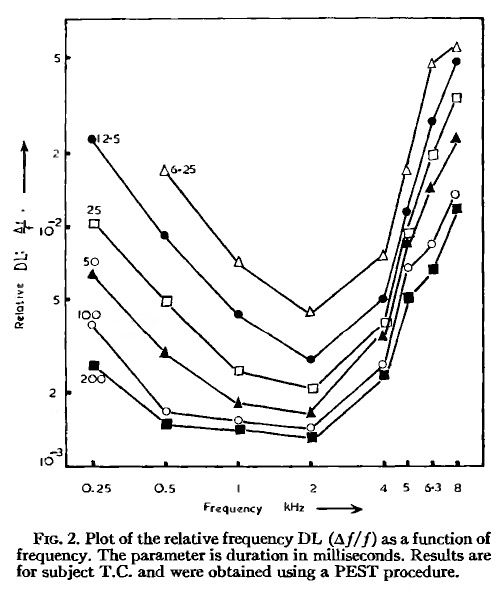 5
12·5
6·25
2
25
10⁻²
50
5
100
2
200
10⁻³
Relative DL; Δf/f
0.25 0.5 1 2 4 5 6·3 8
Frequency kHz
FIG. 2. Plot of the relative frequency DL (Δf/f) as a function of
frequency. The parameter is duration in milliseconds. Results are
for subject T.C. and were obtained using a PEST procedure.